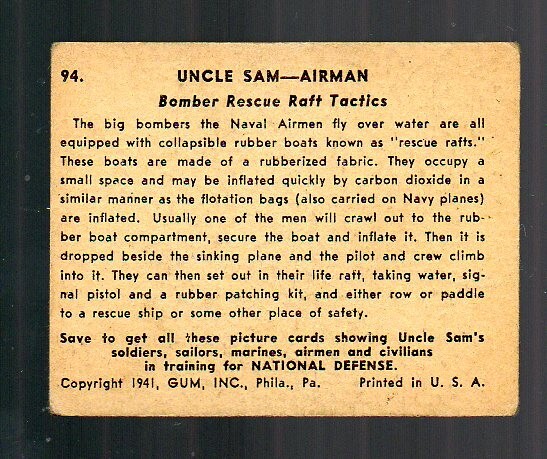 94. UNCLE SAM—AIRMAN
Bomber Rescue Raft Tactics
The big bombers the Naval Airmen fly over water are all
equipped with collapsible rubber boats known as "rescue rafts."
These boats are made of a rubberized fabric. They occupy a
small space and may be inflated quickly by carbon dioxide in a
similar manner as the flotation bags (also carried on Navy planes)
are inflated. Usually one of the men will crawl out to the rub-
ber boat compartment, secure the boat and inflate it. Then it is
dropped beside the sinking plane and the pilot and crew climb
into it. They can then set out in their life raft, taking water, sig-
nal pistol and a rubber patching kit, and either row or paddle
to a rescue ship or some other place of safety.
Save to get all these picture cards showing Uncle Sam's
soldiers, sailors, marines, airmen and civilians
in training for NATIONAL DEFENSE.
Copyright 1941, GUM, INC., Phila., Pa. Printed in U. S. A.